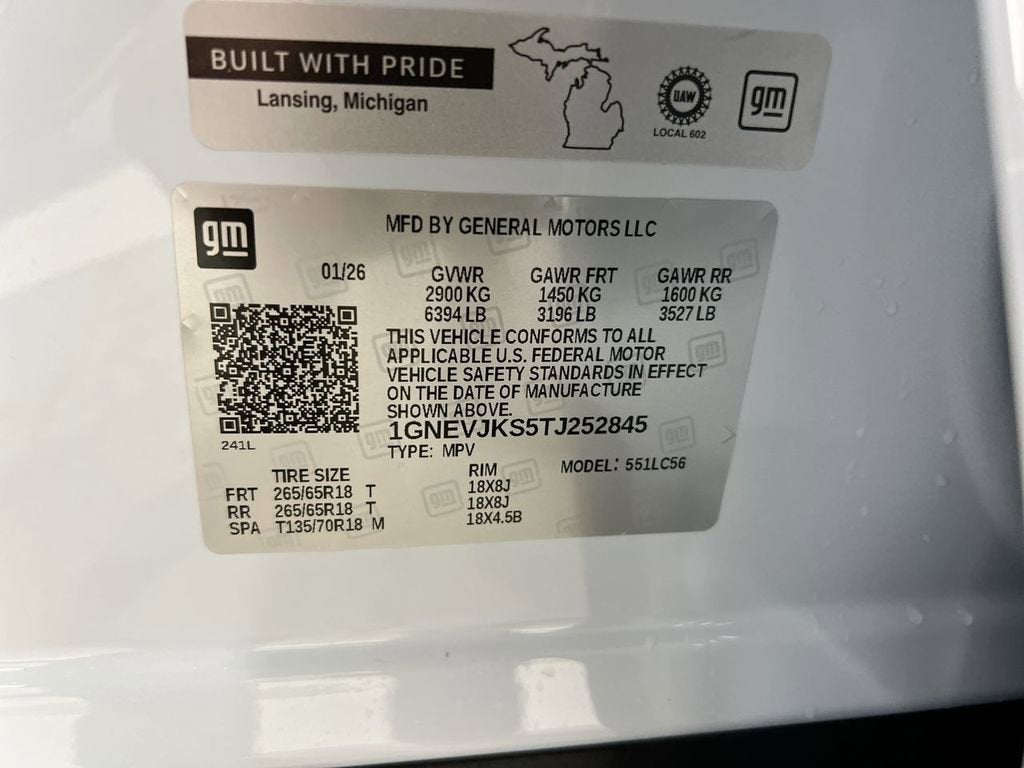 BUILT WITH PRIDE
Lansing, Michigan
UAW
LOCAL 602
gm
gm
MFD BY GENERAL MOTORS LLC
01/26
GVWR GAWR FRT GAWR RR
2900 KG 1450 KG 1600 KG
6394 LB 3196 LB 3527 LB
THIS VEHICLE CONFORMS TO ALL
APPLICABLE U.S. FEDERAL MOTOR
VEHICLE SAFETY STANDARDS IN EFFECT
ON THE DATE OF MANUFACTURE
SHOWN ABOVE.
1GNEVJKS5TJ252845
241L
TYPE: MPV
MODEL: 551LC56
TIRE SIZE RIM
FRT 265/65R18 T 18X8J
RR 265/65R18 T 18X8J
SPA T135/70R18 M 18X4.5B